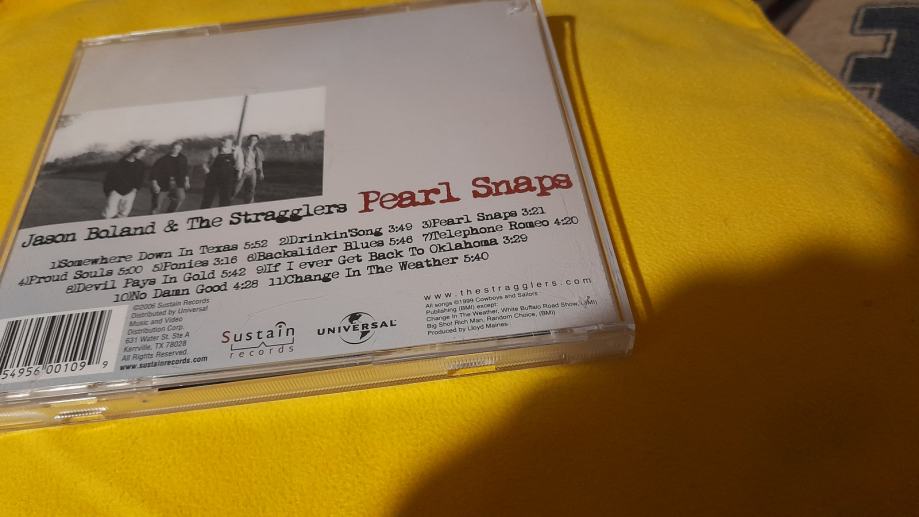 Jason Boland & The Stragglers Pearl Snaps
1)Somewhere Down In Texas 5:52 2)Drinkin'Song 3:49 3)Pearl Snaps 3:21
4)Proud Souls 5:00 5)Ponies 3:16 6)Backslider Blues 5:46 7)Telephone Romeo 4:20
8)Devil Pays In Gold 5:42 9)If I ever Get Back To Oklahoma 3:29
10)No Damn Good 4:28 11)Change In The Weather 5:40
54956 00109 9
©2006 Sustain Records
Distributed by Universal
Music and Video
Distribution Corp.
631 Water St. Ste A
Kerrville, TX 78028
All Rights Reserved.
www.sustainrecords.com
Sustain
records
UNIVERSAL
www.thestragglers.com
All songs ©1999 Cowboys and Sailors
Publishing (BMI) except:
Change In The Weather, White Buffalo Road Show, (BMI)
Big Shot Rich Man, Random Choice, (BMI)
Produced by Lloyd Maines